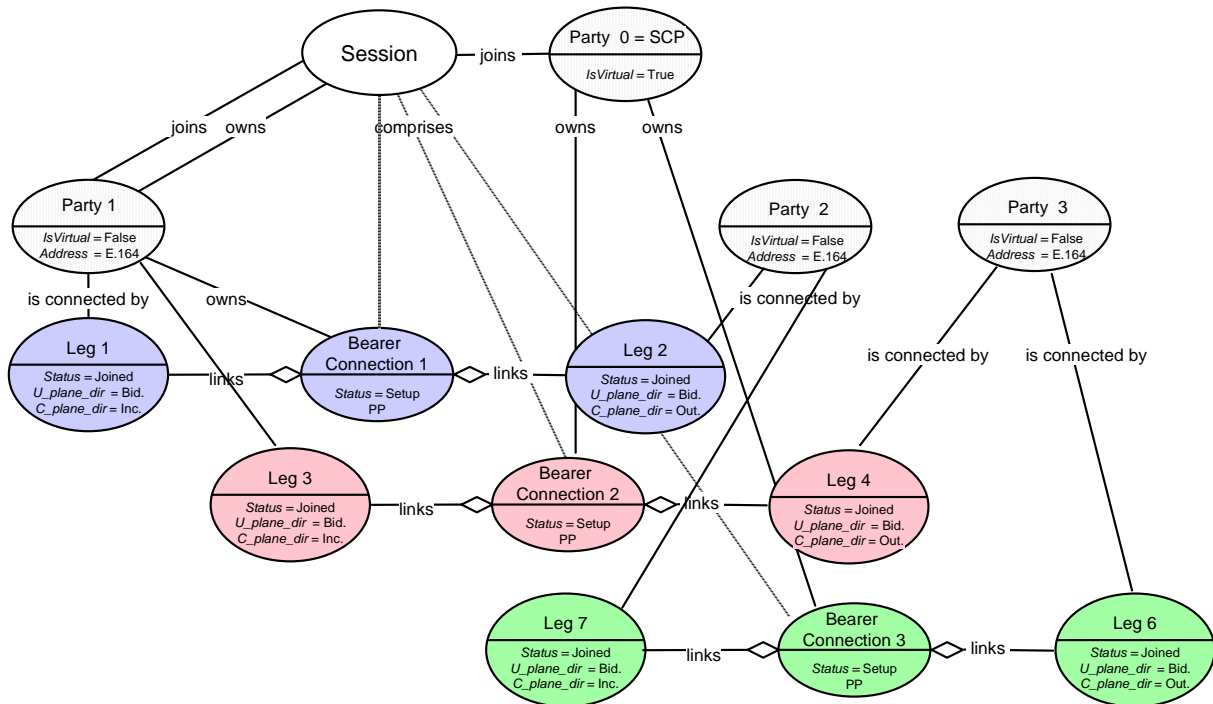 Session
joins
Party 0 = SCP
IsVirtual = True
joins
owns
comprises
owns
owns
Party 1
IsVirtual = False
Address = E.164
Party 2
IsVirtual = False
Address = E.164
Party 3
IsVirtual = False
Address = E.164
is connected by
owns
is connected by
is connected by
is connected by
Leg 1
Status = Joined
U_plane_dir = Bid.
C_plane_dir = Inc.
links
Bearer
Connection 1
Status = Setup
PP
links
Leg 2
Status = Joined
U_plane_dir = Bid.
C_plane_dir = Out.
Leg 3
Status = Joined
U_plane_dir = Bid.
C_plane_dir = Inc.
links
Bearer
Connection 2
Status = Setup
PP
links
Leg 4
Status = Joined
U_plane_dir = Bid.
C_plane_dir = Out.
Leg 7
Status = Joined
U_plane_dir = Bid.
C_plane_dir = Inc.
links
Bearer
Connection 3
Status = Setup
PP
links
Leg 6
Status = Joined
U_plane_dir = Bid.
C_plane_dir = Out.